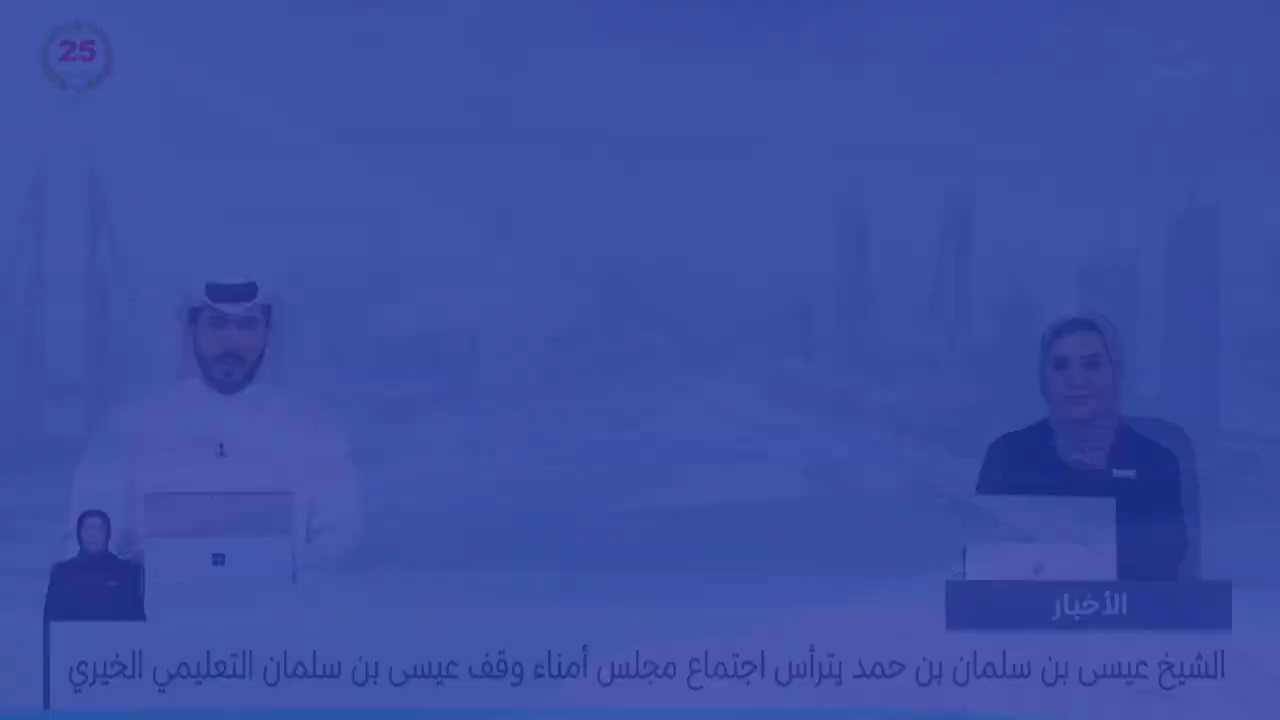 25
الأخبار
الشيخ عيسى بن سلمان بن حمد يترأس اجتماع مجلس أمناء وقف عيسى بن سلمان التعليمي الخيري